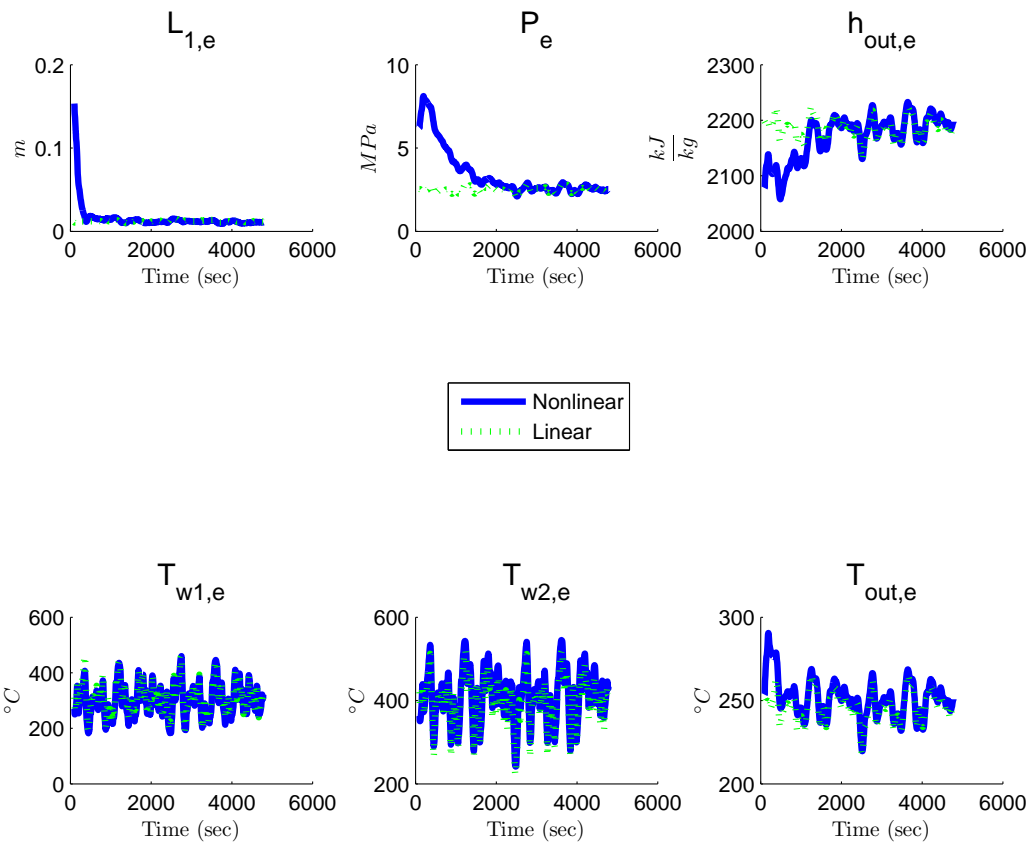 L1,e
Pe
hout,e
0.2
0.1
0
m
0 2000 4000 6000
Time (sec)
10
5
0
MPa
0 2000 4000 6000
Time (sec)
2300
2200
2100
2000
kJ
kg
0 2000 4000 6000
Time (sec)
Nonlinear
Linear
Tw1,e
Tw2,e
Tout,e
600
400
200
0
°C
0 2000 4000 6000
Time (sec)
600
400
200
°C
0 2000 4000 6000
Time (sec)
300
250
200
°C
0 2000 4000 6000
Time (sec)